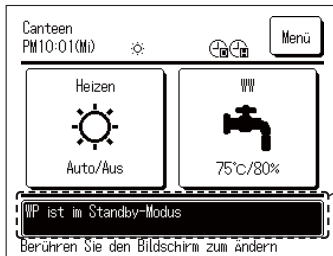 Canteen
PM10:01(Mi)
Menü
Heizen
Auto/Aus
WW
75°C/80%
WP ist im Standby-Modus
Berühren Sie den Bildschirm zum Ändern